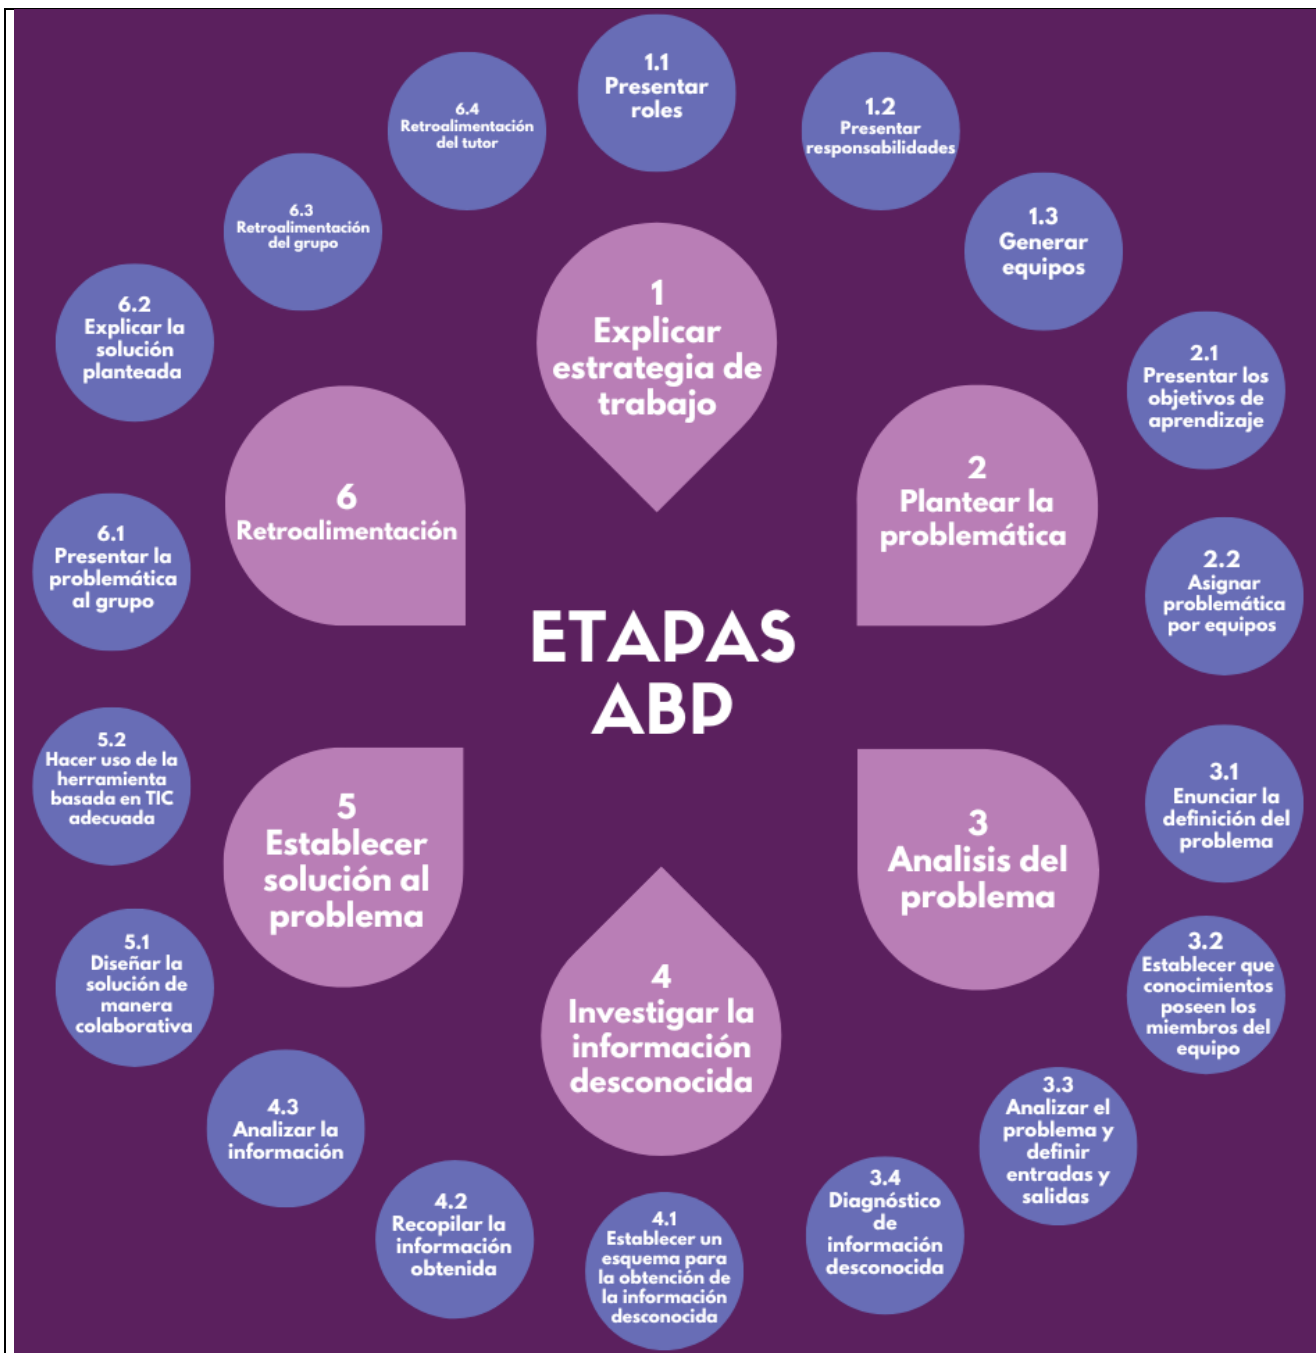 ETAPAS
ABP
1
Explicar
estrategia de
trabajo
1.1
Presentar
roles
1.2
Presentar
responsabilidades
1.3
Generar
equipos
2
Plantear la
problemática
2.1
Presentar los
objetivos de
aprendizaje
2.2
Asignar
problemática
por equipos
3
Analisis del
problema
3.1
Enunciar la
definición del
problema
3.2
Establecer que
conocimientos
poseen los
miembros del
equipo
3.3
Analizar el
problema y
definir
entradas y
salidas
3.4
Diagnóstico
de
información
desconocida
4
Investigar la
información
desconocida
4.1
Establecer un
esquema para
la obtención de
la información
desconocida
4.2
Recopilar la
información
obtenida
4.3
Analizar la
información
5
Establecer
solución al
problema
5.1
Diseñar la
solución de
manera
colaborativa
5.2
Hacer uso de la
herramienta
basada en TIC
adecuada
6
Retroalimentación
6.1
Presentar la
problemática
al grupo
6.2
Explicar la
solución
planteada
6.3
Retroalimentación
del grupo
6.4
Retroalimentación
del tutor